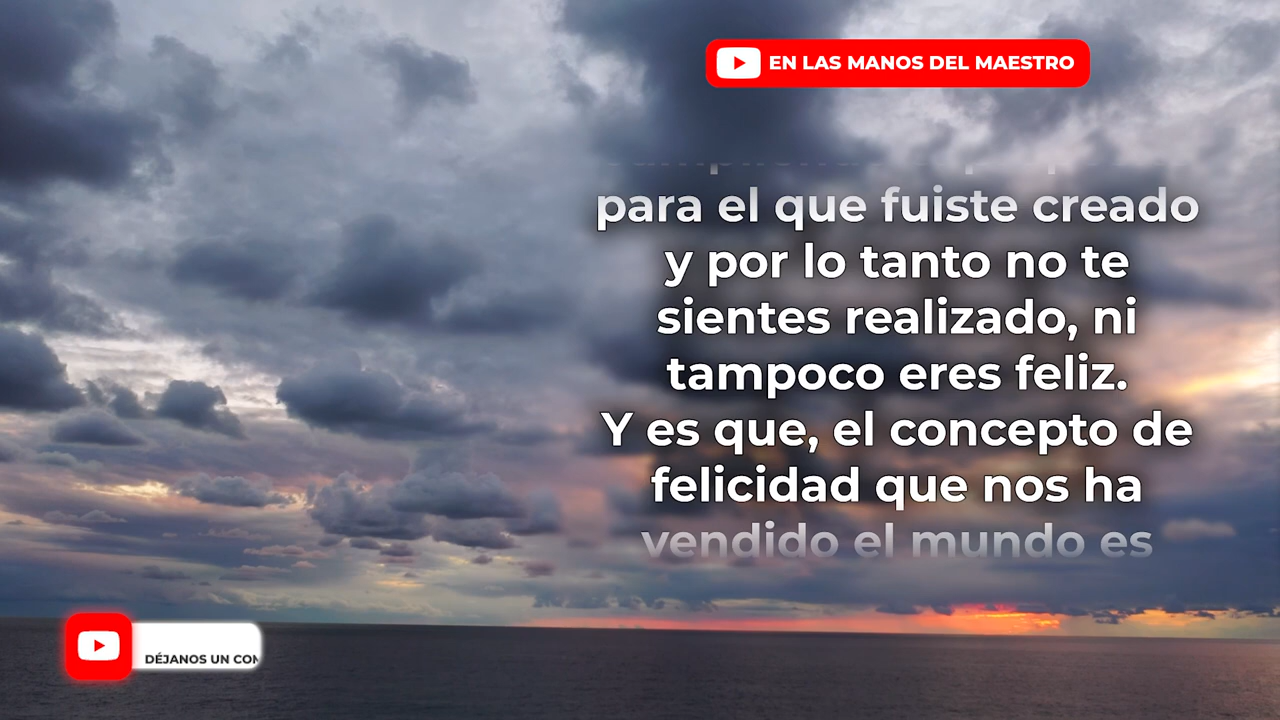 EN LAS MANOS DEL MAESTRO
para el que fuiste creado
y por lo tanto no te
sientes realizado, ni
tampoco eres feliz.
Y es que, el concepto de
felicidad que nos ha
vendido el mundo es
DÉJANOS UN